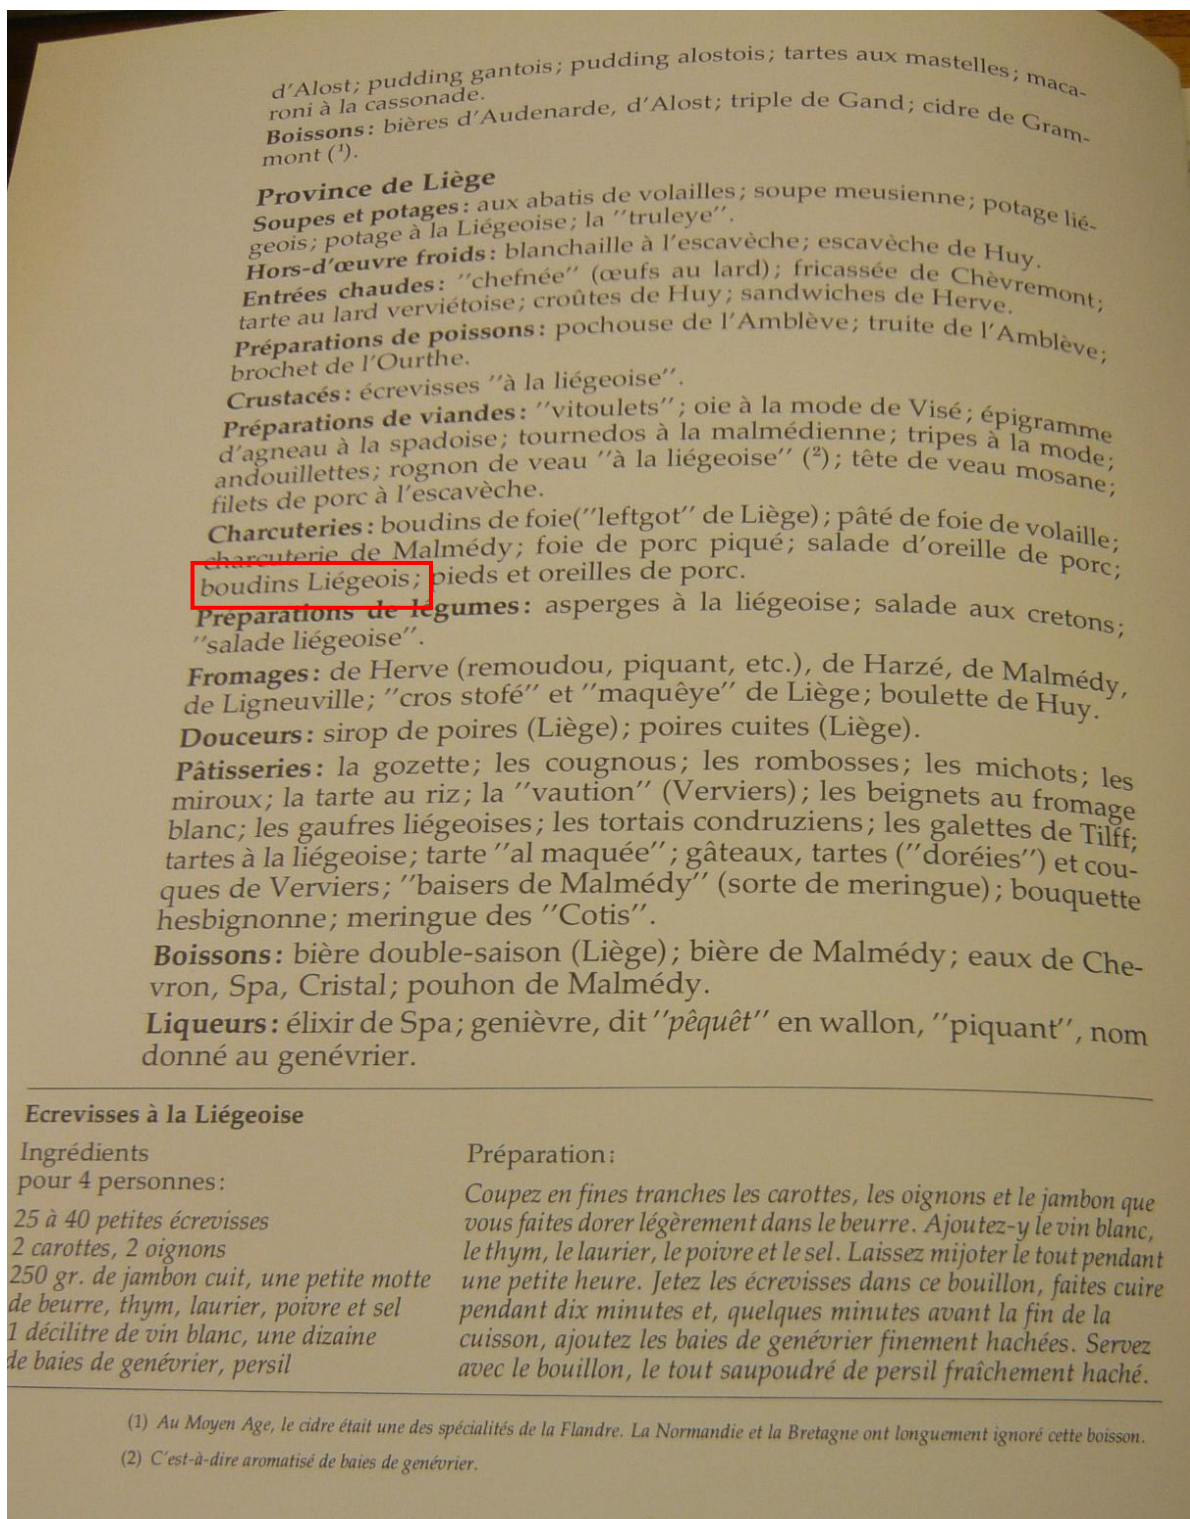 d'Alost; pudding gantois; pudding alostois; tartes aux mastelles; maca-
roni à la cassonade.
Boissons: bières d'Audenarde, d'Alost; triple de Gand; cidre de Gram-
mont (¹).
Province de Liège
Soupes et potages: aux abatis de volailles; soupe meusienne; potage lié-
geois; potage à la Liégeoise; la ''truleye''.
Hors-d'œuvre froids: blanchaille à l'escavèche; escavèche de Huy.
Entrées chaudes: ''chefnée'' (œufs au lard); fricassée de Chèvremont;
tarte au lard verviétoise; croûtes de Huy; sandwiches de Herve.
Préparations de poissons: pochouse de l'Amblève; truite de l'Amblève;
brochet de l'Ourthe.
Crustacés: écrevisses ''à la liégeoise''.
Préparations de viandes: ''vitoulets''; oie à la mode de Visé; épigramme
d'agneau à la spadoise; tournedos à la malmédienne; tripes à la mode;
andouillettes; rognon de veau ''à la liégeoise'' (²); tête de veau mosane;
filets de porc à l'escavèche.
Charcuteries: boudins de foie(''leftgot'' de Liège); pâté de foie de volaille;
charcuterie de Malmédy; foie de porc piqué; salade d'oreille de porc;
boudins Liégeois; pieds et oreilles de porc.
Préparations de légumes: asperges à la liégeoise; salade aux cretons;
''salade liégeoise''.
Fromages: de Herve (remoudou, piquant, etc.), de Harzé, de Malmédy,
de Ligneuville; ''cros stofé'' et ''maquêye'' de Liège; boulette de Huy.
Douceurs: sirop de poires (Liège); poires cuites (Liège).
Pâtisseries: la gozette; les cougnous; les rombosses; les michots; les
miroux; la tarte au riz; la ''vaution'' (Verviers); les beignets au fromage
blanc; les gaufres liégeoises; les tortais condruziens; les galettes de Tilff;
tartes à la liégeoise; tarte ''al maquée''; gâteaux, tartes (''doréies'') et cou-
ques de Verviers; ''baisers de Malmédy'' (sorte de meringue); bouquette
hesbignonne; meringue des ''Cotis''.
Boissons: bière double-saison (Liège); bière de Malmédy; eaux de Che-
vron, Spa, Cristal; pouhon de Malmédy.
Liqueurs: élixir de Spa; genièvre, dit ''pêquêt'' en wallon, ''piquant'', nom
donné au genévrier.
Ecrevisses à la Liégeoise
Ingrédients
pour 4 personnes:
25 à 40 petites écrevisses
2 carottes, 2 oignons
250 gr. de jambon cuit, une petite motte
de beurre, thym, laurier, poivre et sel
1 décilitre de vin blanc, une dizaine
de baies de genévrier, persil
Préparation:
Coupez en fines tranches les carottes, les oignons et le jambon que
vous faites dorer légèrement dans le beurre. Ajoutez-y le vin blanc,
le thym, le laurier, le poivre et le sel. Laissez mijoter le tout pendant
une petite heure. Jetez les écrevisses dans ce bouillon, faites cuire
pendant dix minutes et, quelques minutes avant la fin de la
cuisson, ajoutez les baies de genévrier finement hachées. Servez
avec le bouillon, le tout saupoudré de persil fraîchement haché.
(1) Au Moyen Age, le cidre était une des spécialités de la Flandre. La Normandie et la Bretagne ont longuement ignoré cette boisson.
(2) C'est-à-dire aromatisé de baies de genévrier.